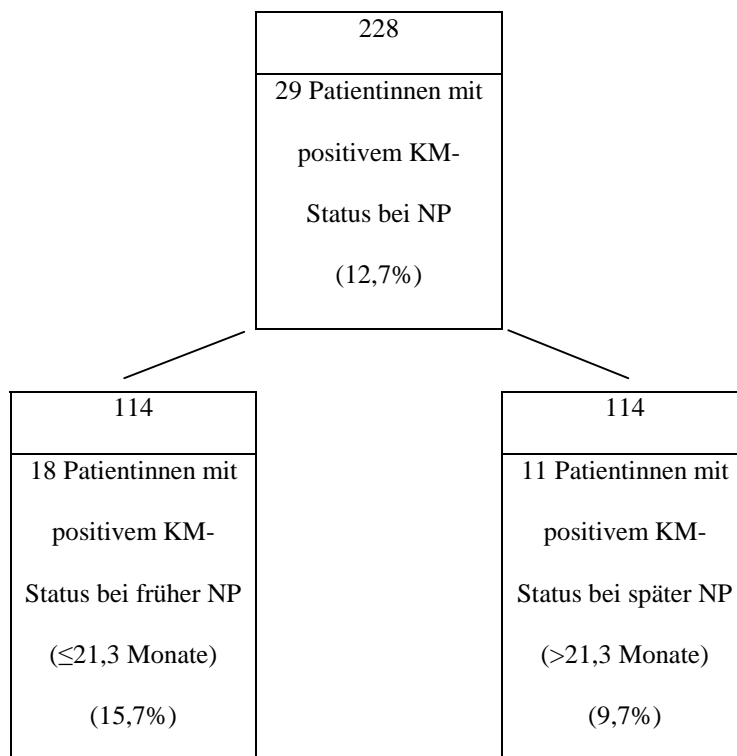 228
29 Patientinnen mit
positivem KM-
Status bei NP
(12,7%)
114
18 Patientinnen mit
positivem KM-
Status bei früher NP
(≤21,3 Monate)
(15,7%)
114
11 Patientinnen mit
positivem KM-
Status bei später NP
(>21,3 Monate)
(9,7%)